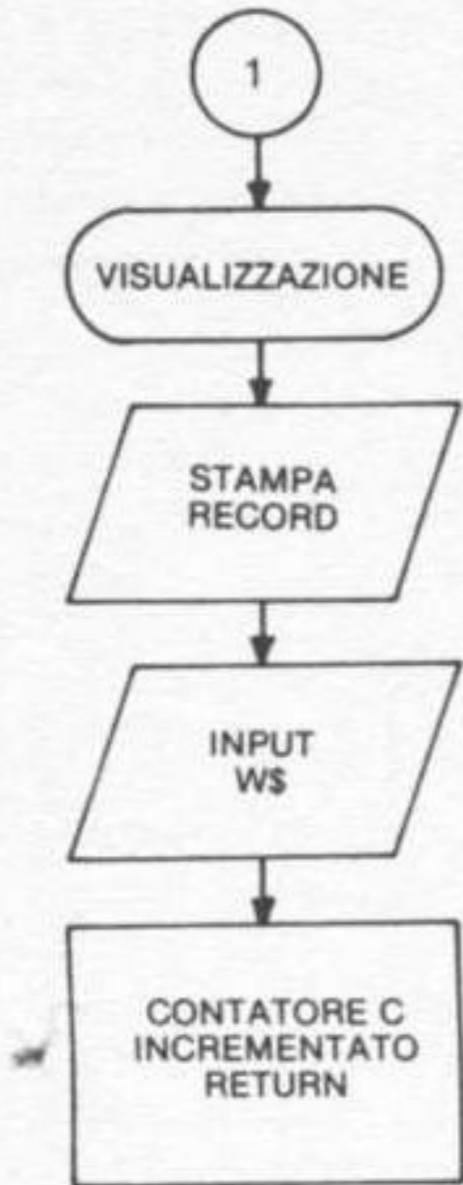 1
VISUALIZZAZIONE
STAMPA
RECORD
INPUT
W$
CONTATORE C
INCREMENTATO
RETURN